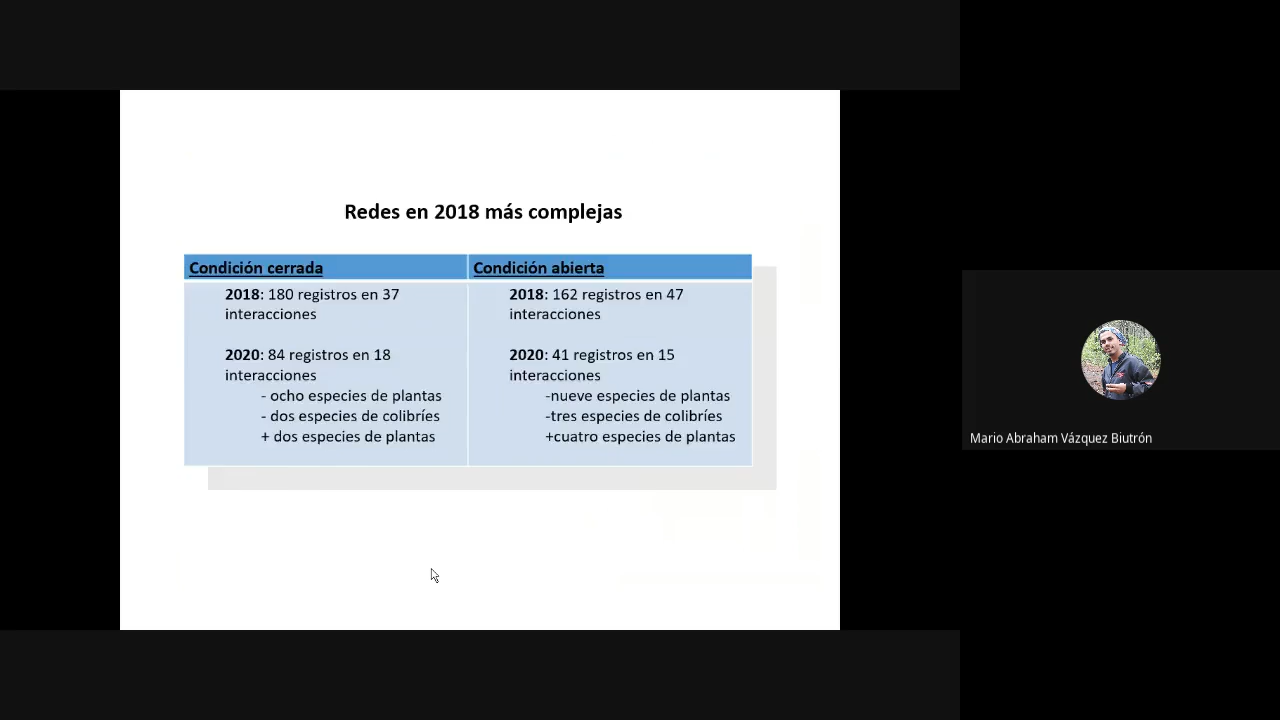 Redes en 2018 más complejas
Condición cerrada
2018: 180 registros en 37
interacciones
2020: 84 registros en 18
interacciones
- ocho especies de plantas
- dos especies de colibríes
+ dos especies de plantas
Condición abierta
2018: 162 registros en 47
interacciones
2020: 41 registros en 15
interacciones
-nueve especies de plantas
-tres especies de colibríes
+cuatro especies de plantas
Mario Abraham Vázquez Biutrón